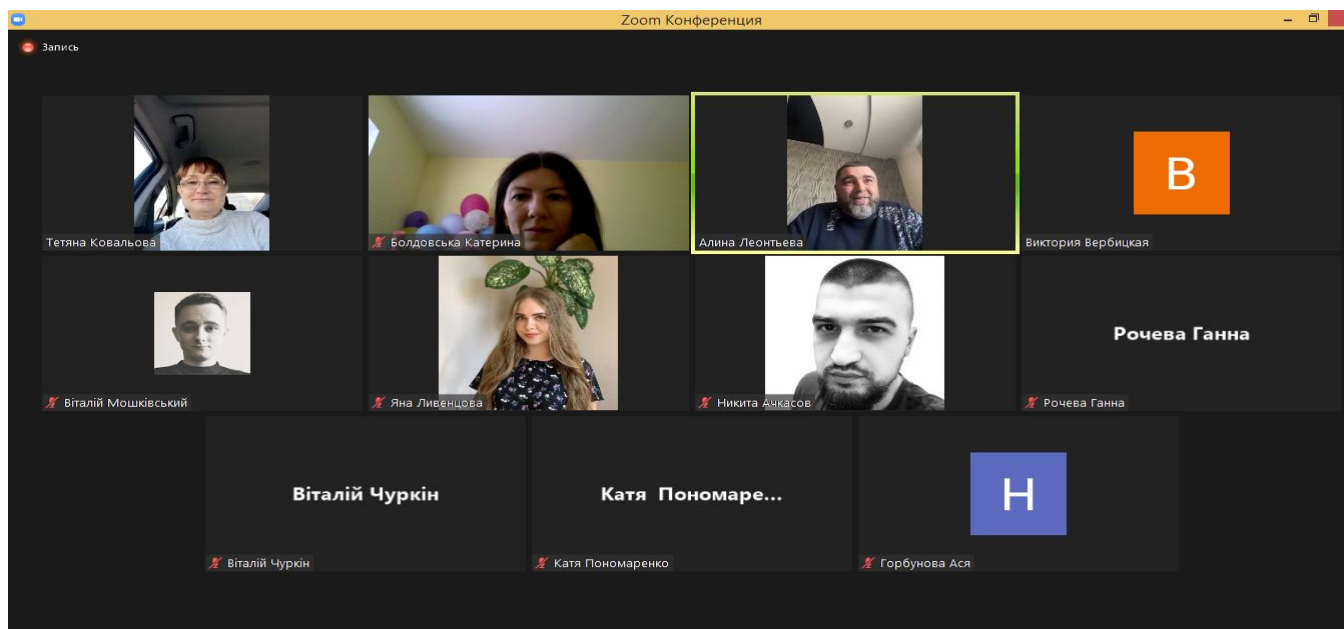 Zoom Конференция
Запись
Тетяна Ковальова
Болдовська Катерина
Алина Леонтьева
В
Виктория Вербицкая
Віталій Мошківський
Яна Ливенцова
Никита Ачкасов
Рочева Ганна
Рочева Ганна
Віталій Чуркін
Віталій Чуркін
Катя Пономаре...
Катя Пономаренко
Н
Горбунова Ася